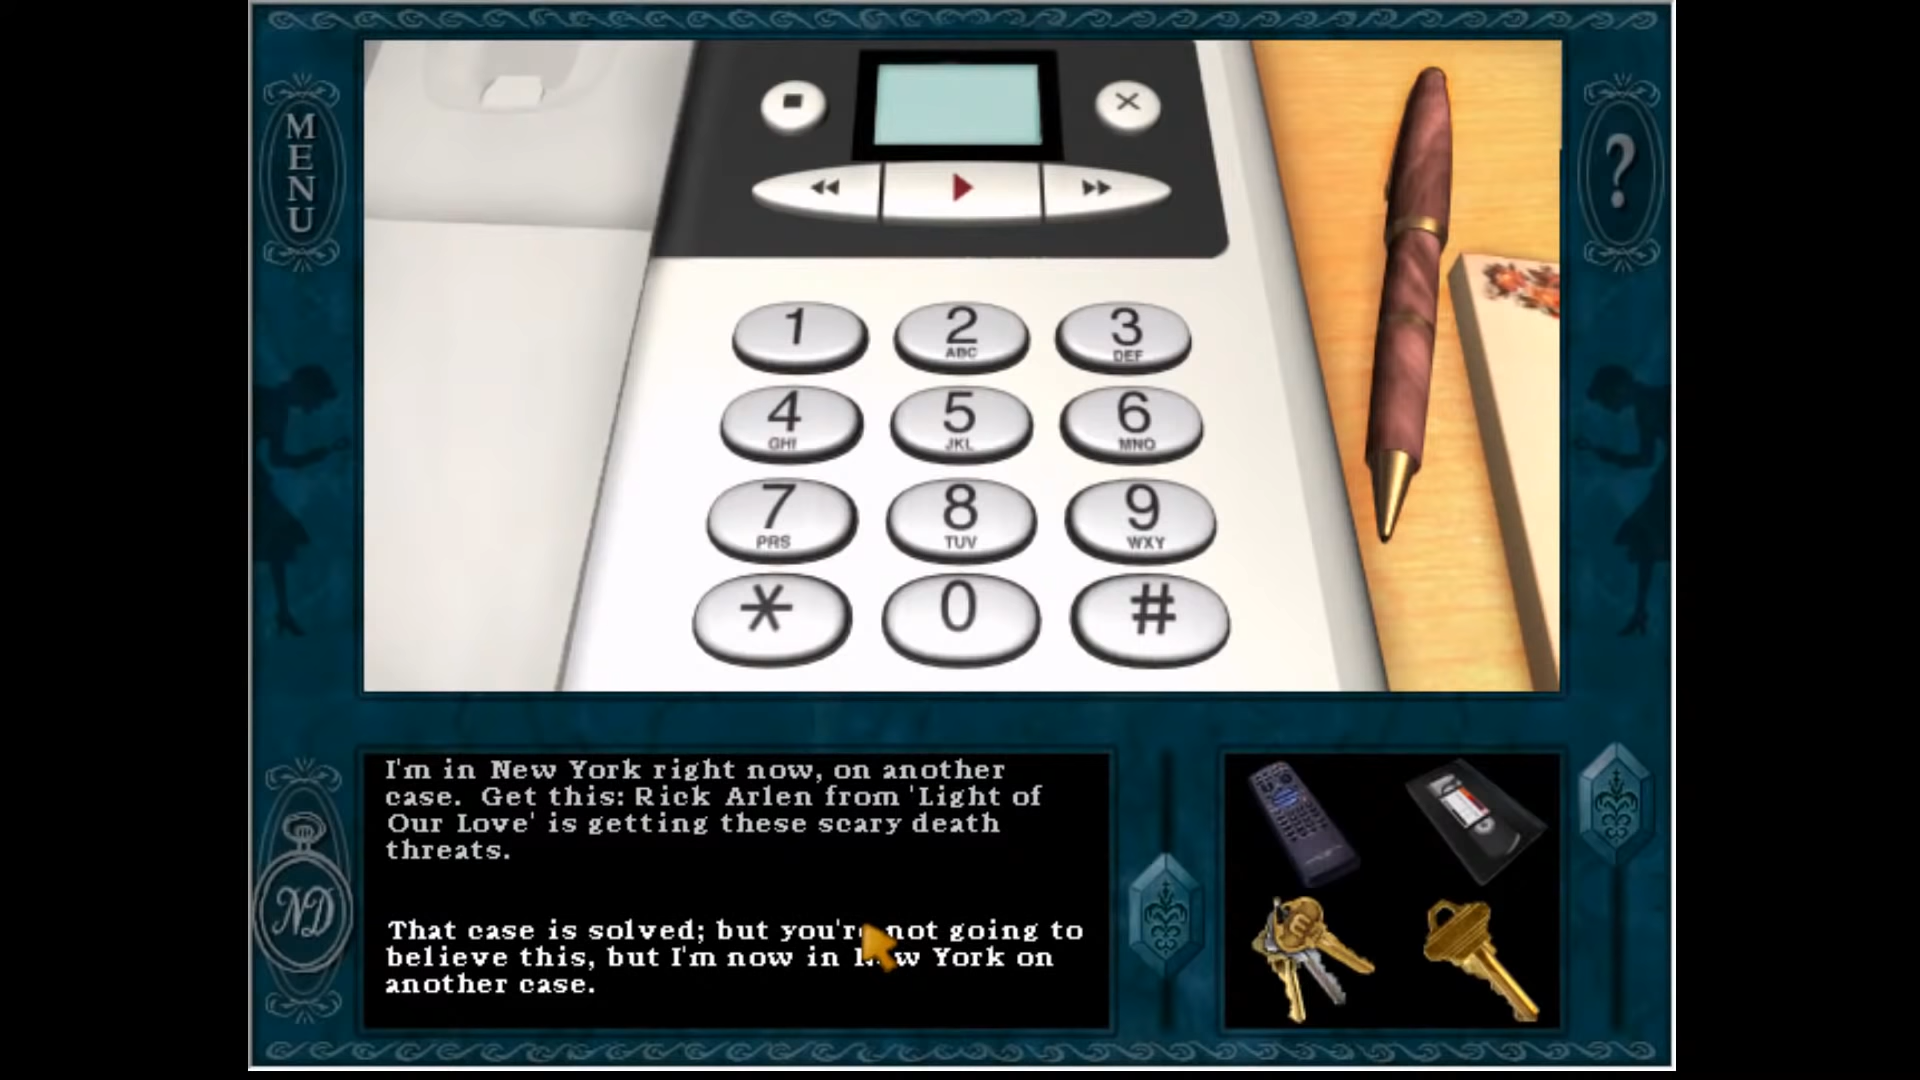 MENU
?
1
2
ABC
3
DEF
4
GHI
5
JKL
6
MNO
7
PRS
8
TUV
9
WXY
*
0
#
I'm in New York right now, on another
case. Get this: Rick Arlen from 'Light of
Our Love' is getting these scary death
threats.
That case is solved; but you're not going to
believe this, but I'm now in New York on
another case.
ND